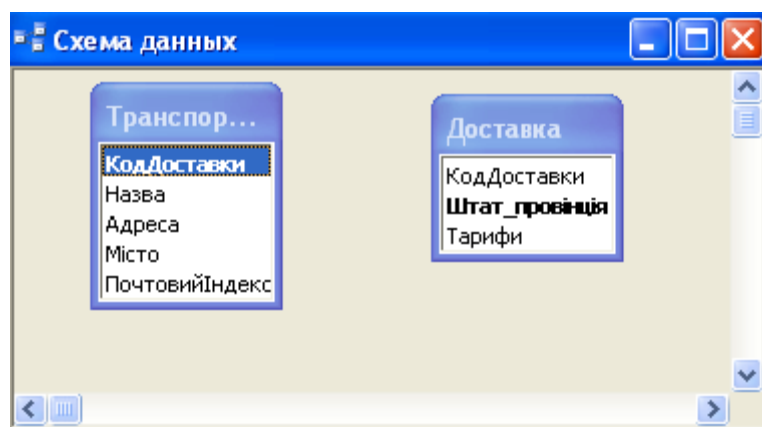 Схема данных
Транспор...
КодДоставки
Назва
Адреса
Місто
ПочтовийІндекс
Доставка
КодДоставки
Штат_провінція
Тарифи